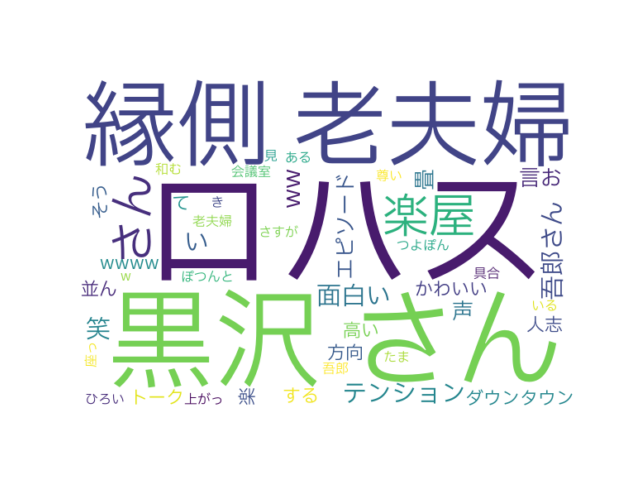 縁側 老夫婦
ロハス
黒沢 さん
さん
楽屋
見
ある
和む
会議室
尊い
そう
て
き
老夫婦
い
さすが
ww
エピソード
量
言お
つよぽん
吾郎さん
wwww
w
ぽつんと
具合
並ん
面白い
かわいい
いる
笑
声
高い
人志
座っ
方向
たま
吾郎
ひろい
トーク
上がっ
楽
する
テンション
ダウンタウン